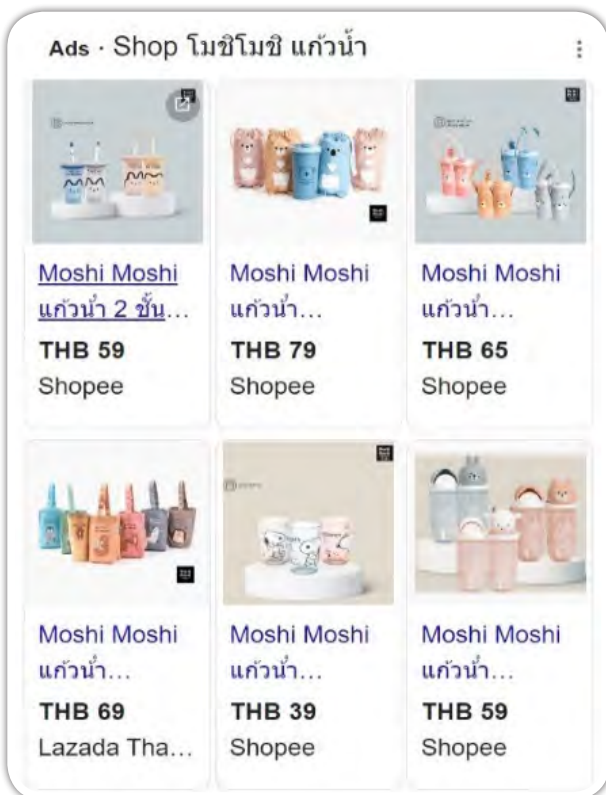 Ads · Shop โมชิโมชิ แก้วน้ำ
Moshi Moshi
แก้วน้ำ 2 ชั้น…
THB 59
Shopee
Moshi Moshi
แก้วน้ำ…
THB 79
Shopee
Moshi Moshi
แก้วน้ำ…
THB 65
Shopee
Moshi Moshi
แก้วน้ำ…
THB 69
Lazada Tha…
Moshi Moshi
แก้วน้ำ…
THB 39
Shopee
Moshi Moshi
แก้วน้ำ…
THB 59
Shopee